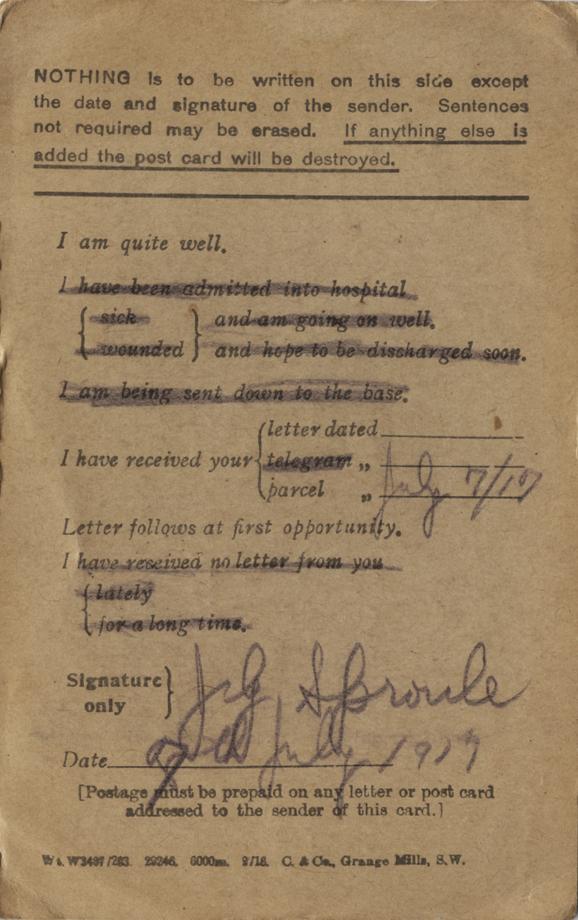 NOTHING is to be written on this side except
the date and signature of the sender. Sentences
not required may be erased. If anything else is
added the post card will be destroyed.
I am quite well.
I have been admitted into hospital
sick and am going on well.
wounded and hope to be discharged soon.
I am being sent down to the base.
letter dated
I have received your telegram „
parcel „ July 7/17
Letter follows at first opportunity.
I have received no letter from you
lately
for a long time.
Signature only
J G Sproule
Date July 1917
[Postage must be prepaid on any letter or post card
addressed to the sender of this card.]
29246. 6000m. 9/16. C. & Co., Grange Mills, S.W.